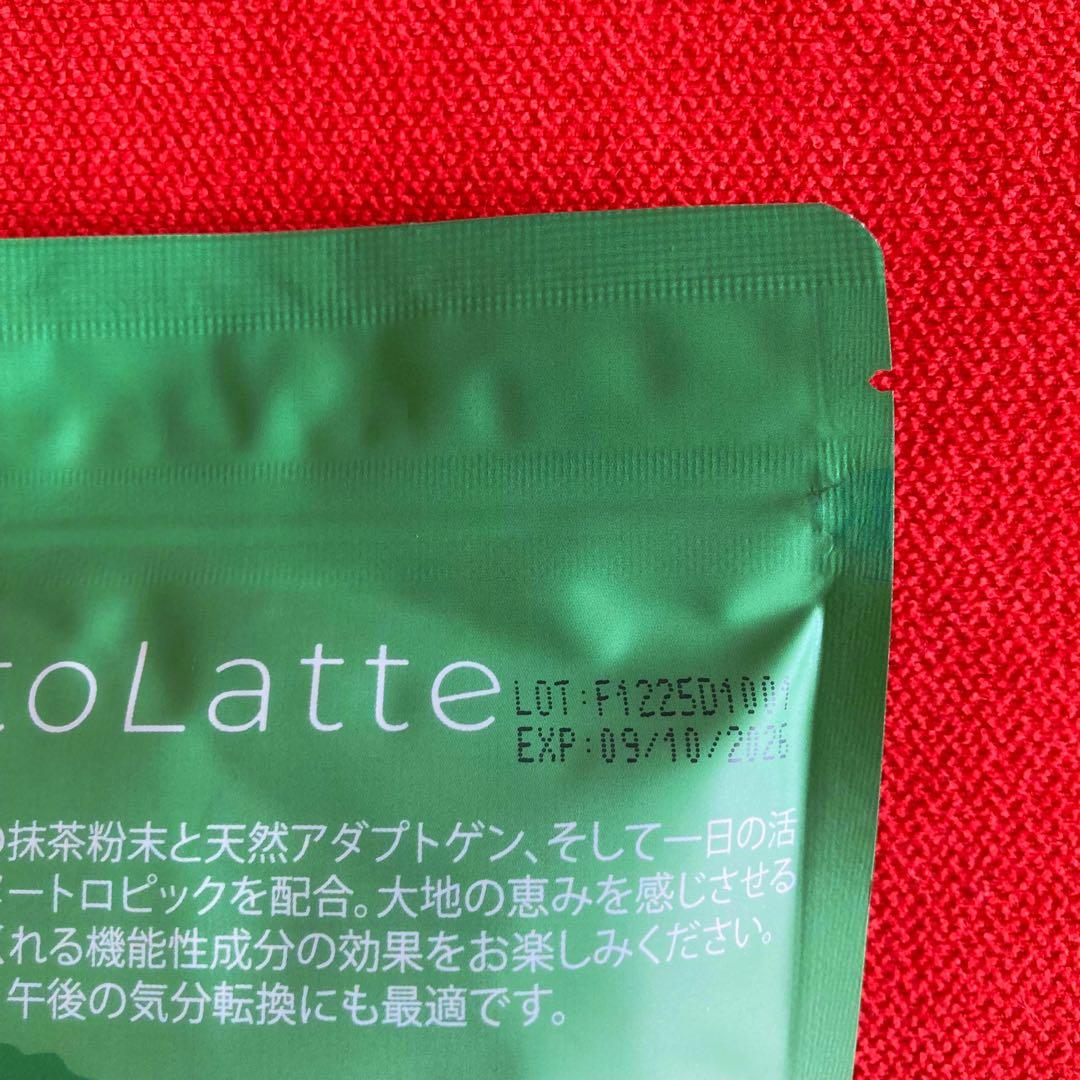 toLatte
LOT:F1225D1001
EXP:09/10/2026
の抹茶粉末と天然アダプトゲン、そして一日の活
ートロピックを配合。大地の恵みを感じさせる
れる機能性成分の効果をお楽しみください。
午後の気分転換にも最適です。